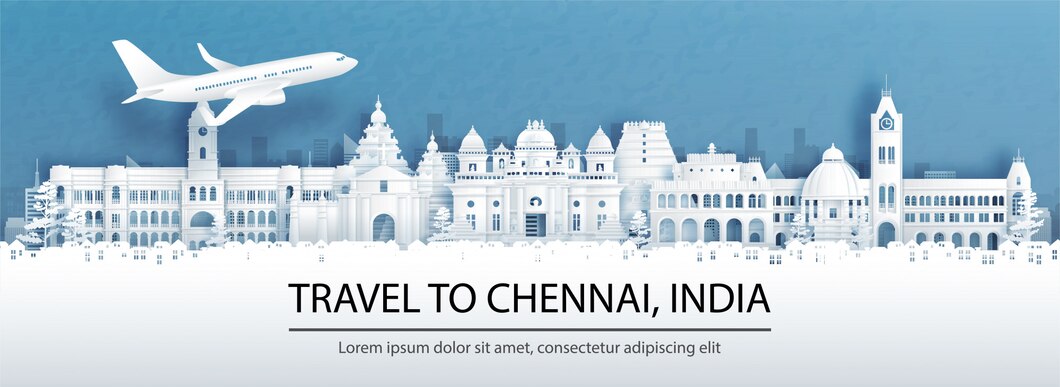 TRAVEL TO CHENNAI, INDIA
Lorem ipsum dolor sit amet, consectetur adipiscing elit